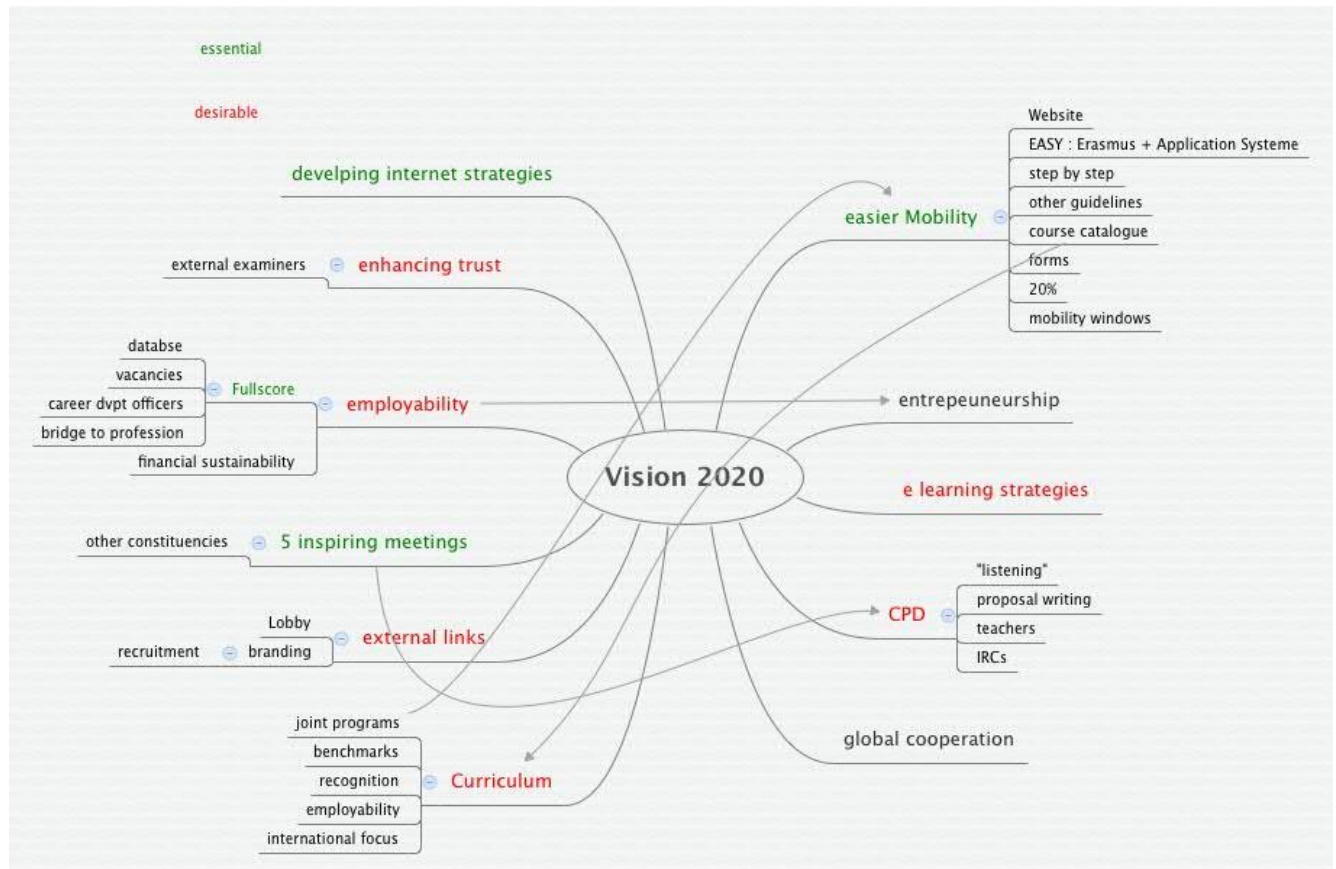 essential
desirable
develping internet strategies
external examiners
enhancing trust
databse
vacancies
career dvpt officers
bridge to profession
Fullscore
financial sustainability
employability
other constituencies
5 inspiring meetings
Lobby
recruitment
branding
external links
joint programs
benchmarks
recognition
employability
international focus
Curriculum
Vision 2020
easier Mobility
Website
EASY : Erasmus + Application Systeme
step by step
other guidelines
course catalogue
forms
20%
mobility windows
entrepeuneurship
e learning strategies
CPD
"listening"
proposal writing
teachers
IRCs
global cooperation